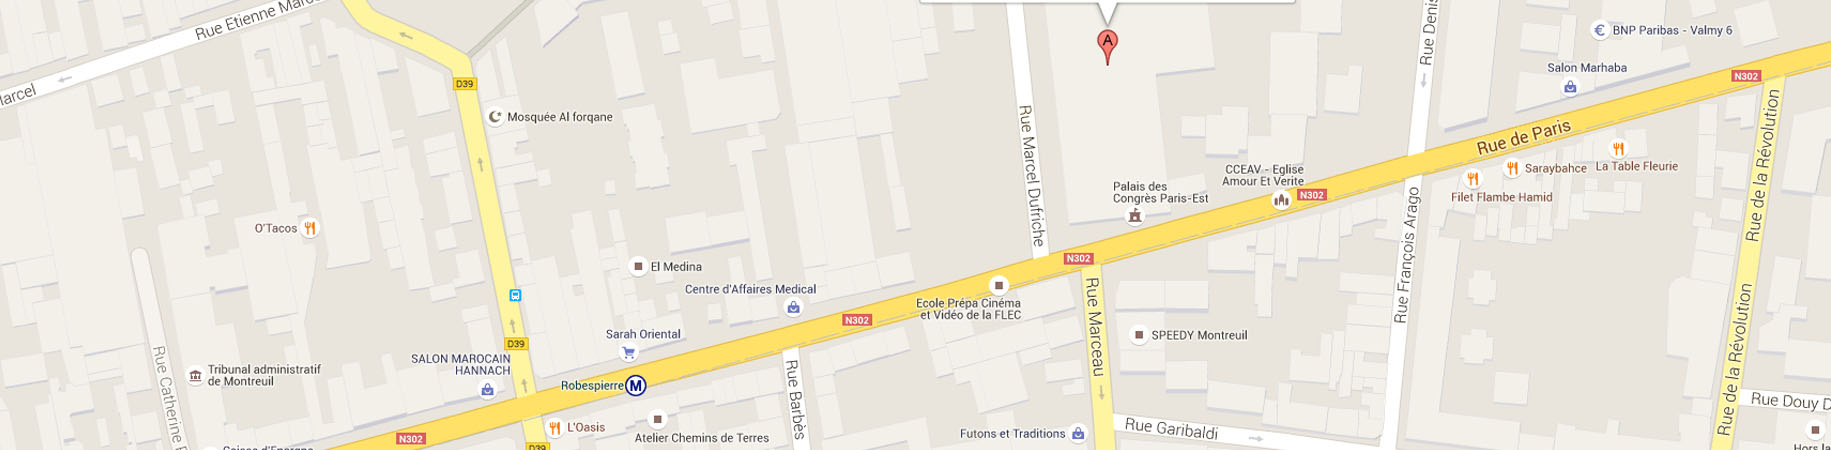 Rue Etienne Marc
Marcel
D39
Mosquée Al forqane
O'Tacos
El Medina
Centre d'Affaires Medical
Sarah Oriental
D39
SALON MAROCAIN
HANNACH
Tribunal administratif
de Montreuil
Rue Catherine
Robespierre
M
N302
L'Oasis
D39
Atelier Chemins de Terres
Caisse d'Epargne
Rue Barbès
N302
Ecole Prépa Cinéma
et Vidéo de la FLEC
Rue Marcel Dufriche
A
Palais des
Congrès Paris-Est
N302
Rue Marceau
SPEEDY Montreuil
Futons et Traditions
Rue Garibaldi
CCEAV - Eglise
Amour Et Verite
N302
Rue Denis
Rue François Arago
Rue de Paris
BNP Paribas - Valmy 6
Salon Marhaba
N302
Saraybahce
La Table Fleurie
Filet Flambe Hamid
Rue de la Révolution
Rue de la Révolution
Rue Douy D
Hors la